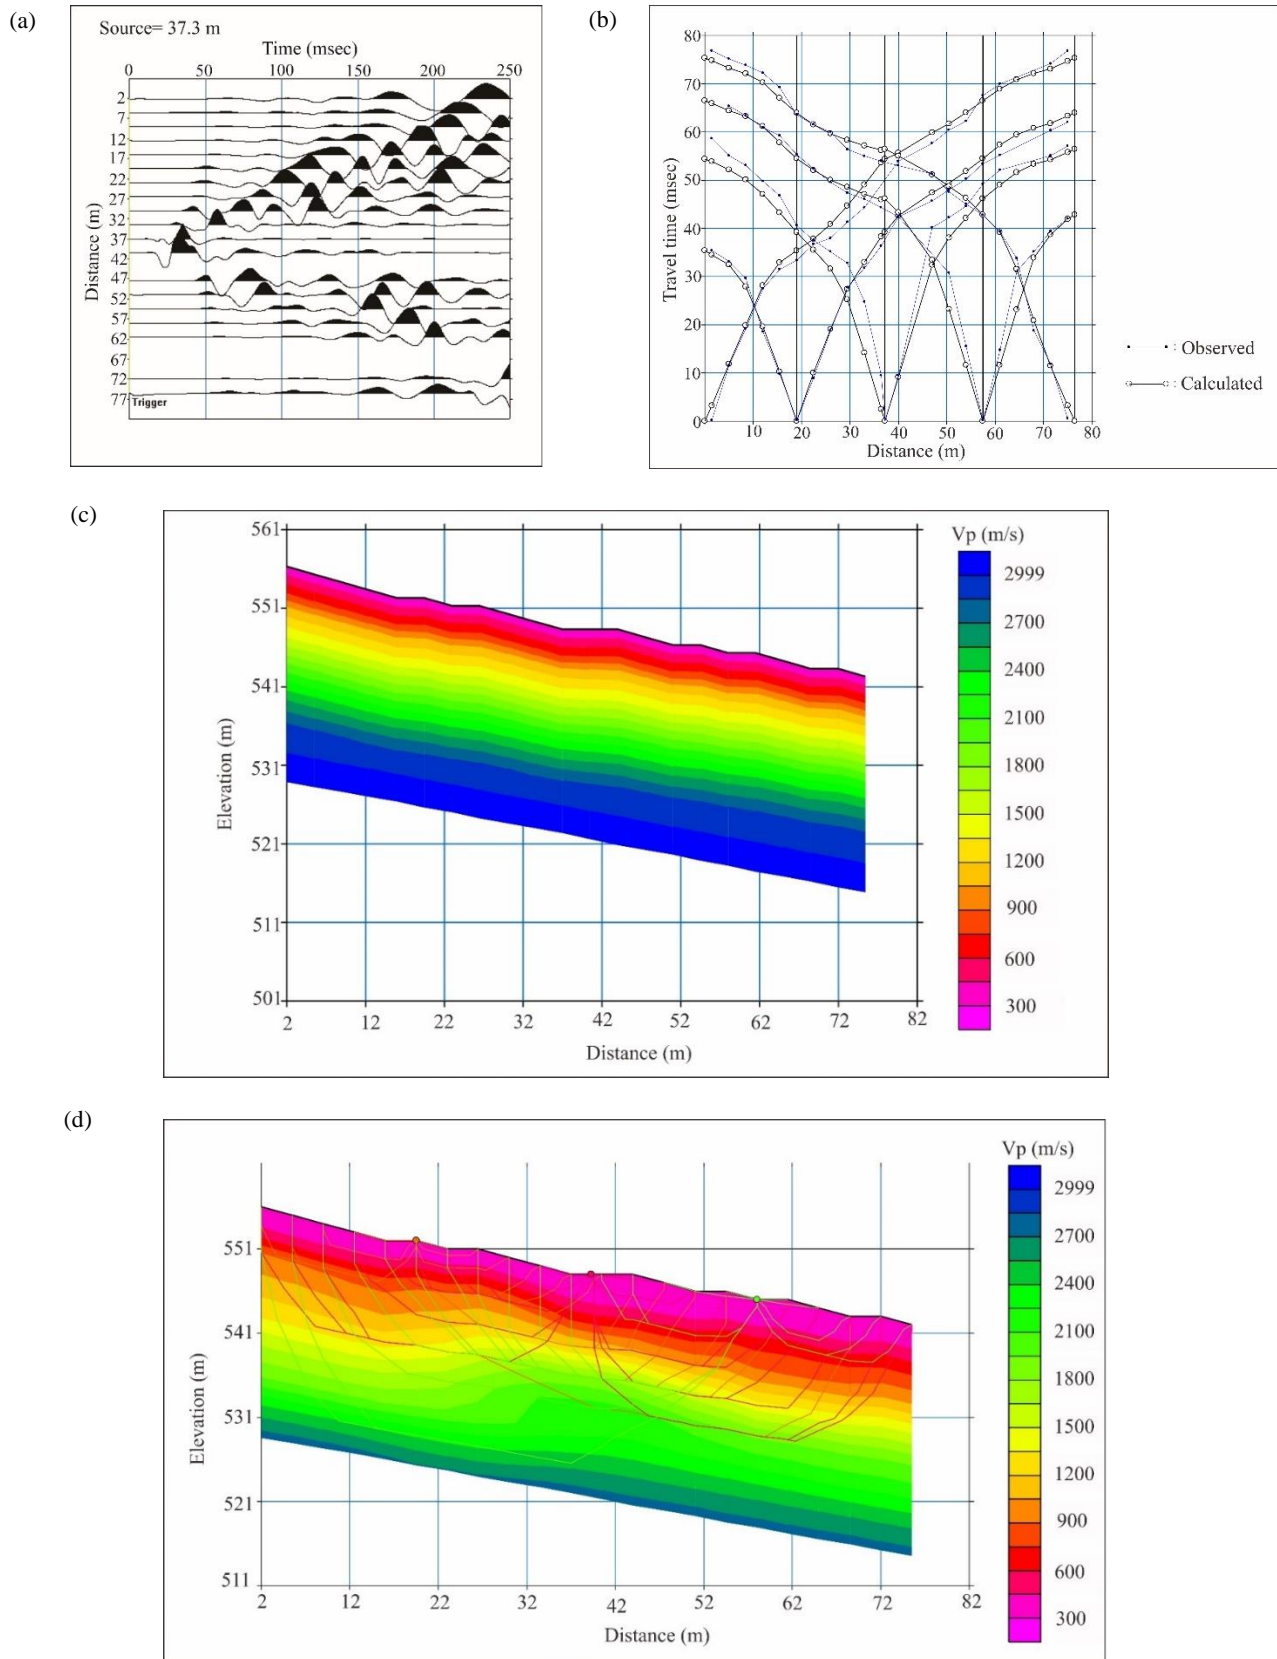 (a)
Source= 37.3 m
Time (msec)
0 50 100 150 200 250
Distance (m)
2
7
12
17
22
27
32
37
42
47
52
57
62
67
72
77
Trigger
(b)
Travel time (msec)
80
70
60
50
40
30
20
10
0
10 20 30 40 50 60 70 80
Distance (m)
: Observed
: Calculated
(c)
Elevation (m)
561
551
541
531
521
511
501
2 12 22 32 42 52 62 72 82
Distance (m)
Vp (m/s)
2999
2700
2400
2100
1800
1500
1200
900
600
300
(d)
Elevation (m)
551
541
531
521
511
2 12 22 32 42 52 62 72 82
Distance (m)
Vp (m/s)
2999
2700
2400
2100
1800
1500
1200
900
600
300